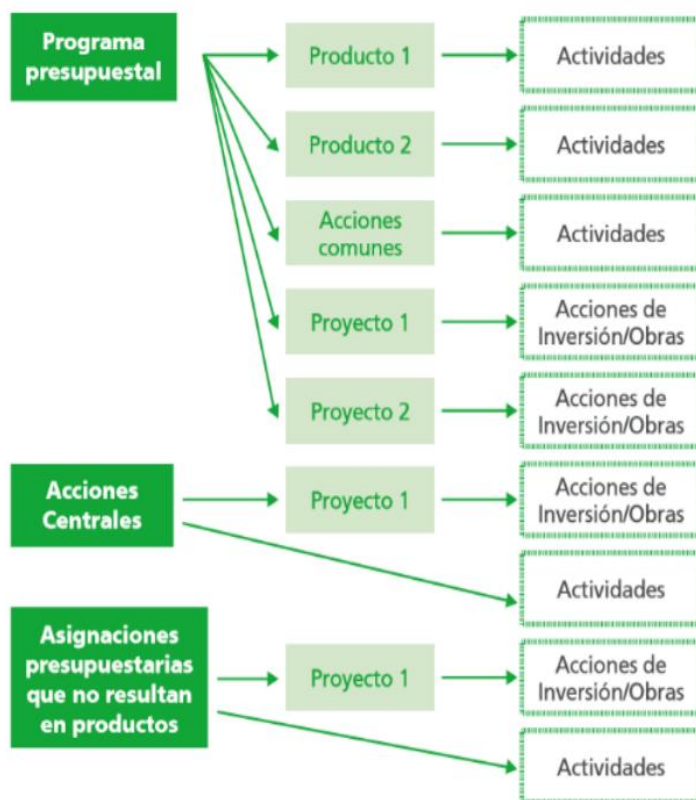 Programa
presupuestal
Producto 1
Actividades
Producto 2
Actividades
Acciones
comunes
Actividades
Proyecto 1
Acciones de
Inversión/Obras
Proyecto 2
Acciones de
Inversión/Obras
Acciones
Centrales
Proyecto 1
Acciones de
Inversión/Obras
Actividades
Asignaciones
presupuestarias
que no resultan
en productos
Proyecto 1
Acciones de
Inversión/Obras
Actividades